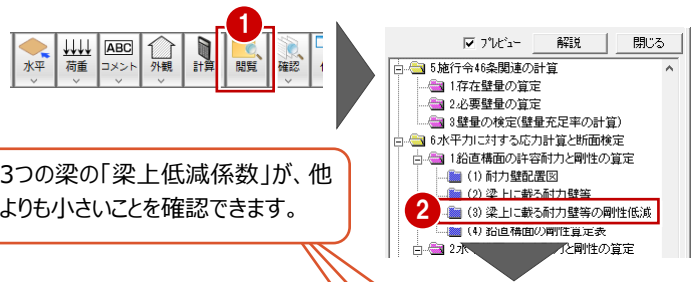 1
水平
荷重
ABC
コメント
外観
計算
閲覧
確認
プレビュー
解説
閉じる
5.施行令46条関連の計算
1.存在壁量の算定
2.必要壁量の算定
3.壁量の検定(壁量充足率の計算)
6.水平力に対する応力計算と断面検定
1.鉛直構面の許容耐力と剛性の算定
(1) 耐力壁配置図
(2) 梁上に載る耐力壁等
2
(3) 梁上に載る耐力壁等の剛性低減
(4) 鉛直構面の剛性算定表
力と剛性の算定
3つの梁の「梁上低減係数」が、他
よりも小さいことを確認できます。